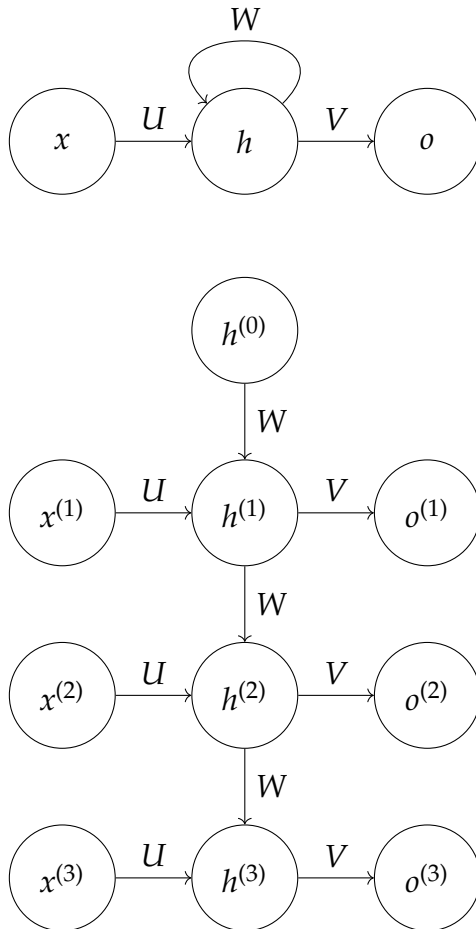 W
x U h V o
h^{(0)}
W
x^{(1)} U h^{(1)} V o^{(1)}
W
x^{(2)} U h^{(2)} V o^{(2)}
W
x^{(3)} U h^{(3)} V o^{(3)}